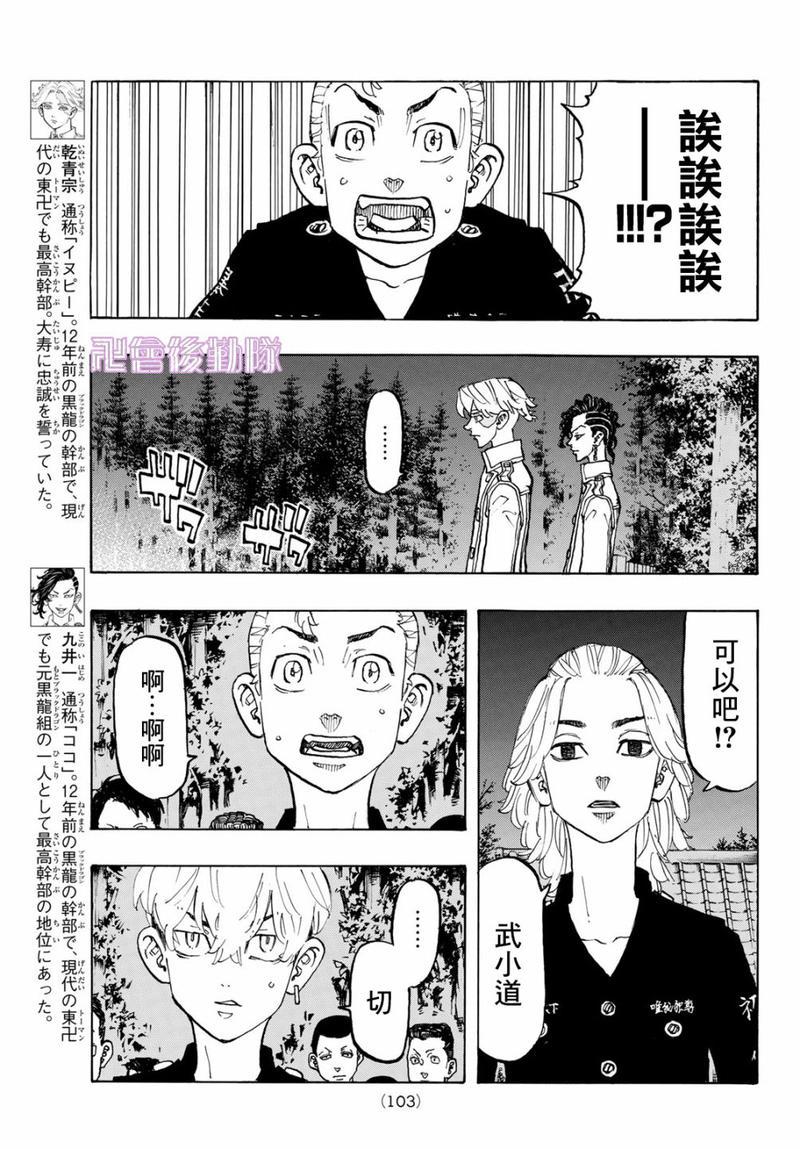 誒誒誒誒
━━!!!?
卍會後勤隊
……
ギロ
ギロ
可以吧!?
武小道
啊…啊啊
……
切
唯我独尊
乾青宗 通称「イヌピー」。12年前の黒龍の幹部で、現
代の東卍でも最高幹部。大寿に忠誠を誓っていた。
九井一 通称「ココ」。12年前の黒龍の幹部で、現代の東卍
でも元黒龍組の一人として最高幹部の地位にあった。
(103)